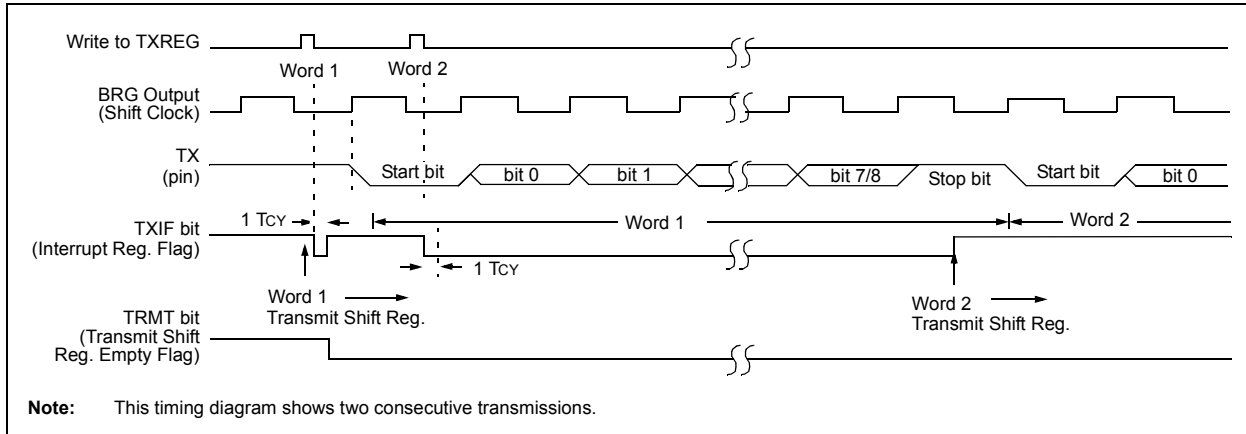 Write to TXREG
Word 1
Word 2
BRG Output
(Shift Clock)
TX
(pin)
Start bit
bit 0
bit 1
bit 7/8
Stop bit
Start bit
bit 0
1 TCY
Word 1
Word 2
TXIF bit
(Interrupt Reg. Flag)
1 TCY
Word 1
Transmit Shift Reg.
Word 2
Transmit Shift Reg.
TRMT bit
(Transmit Shift
Reg. Empty Flag)
Note: This timing diagram shows two consecutive transmissions.